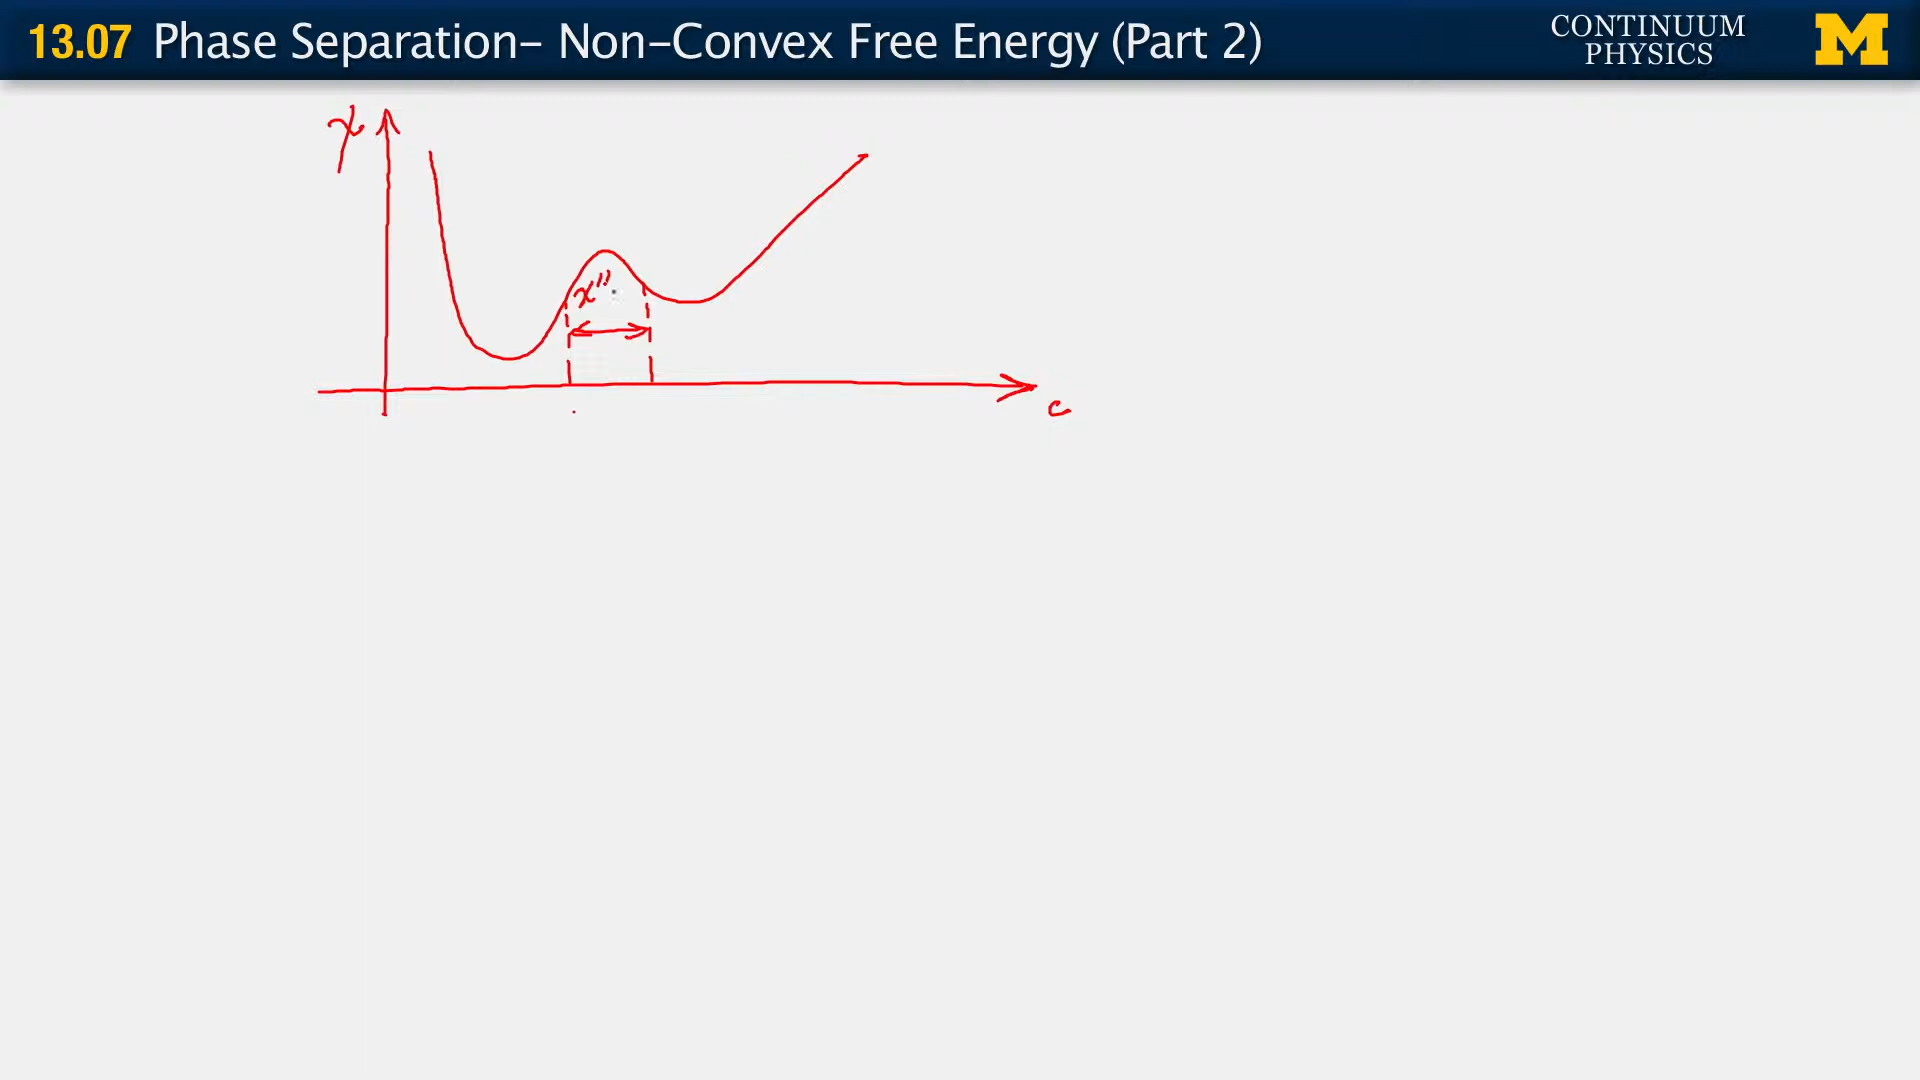 13.07 Phase Separation– Non–Convex Free Energy (Part 2)
CONTINUUM
PHYSICS
M
χ
χ''
c